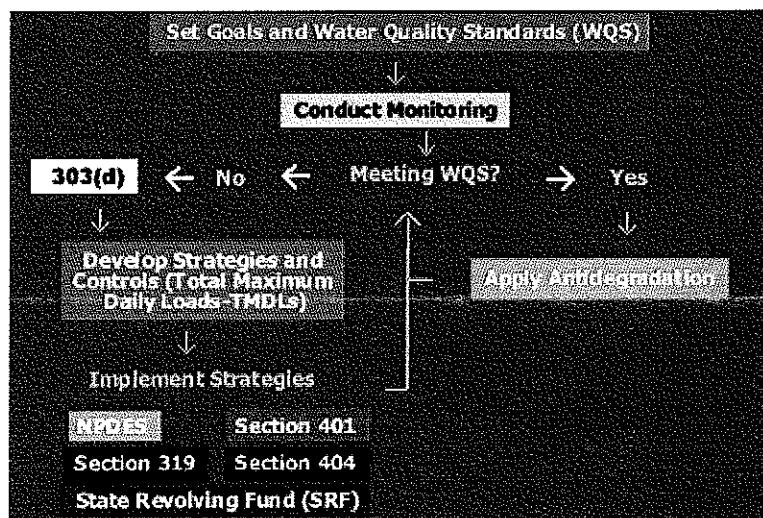 Set Goals and Water Quality Standards (WQS)
Conduct Monitoring
303(d) No Meeting WQS? Yes
Develop Strategies and
Controls (Total Maximum
Daily Loads-TMDLs)
Apply Antidegradation
Implement Strategies
NPDES Section 401
Section 319 Section 404
State Revolving Fund (SRF)